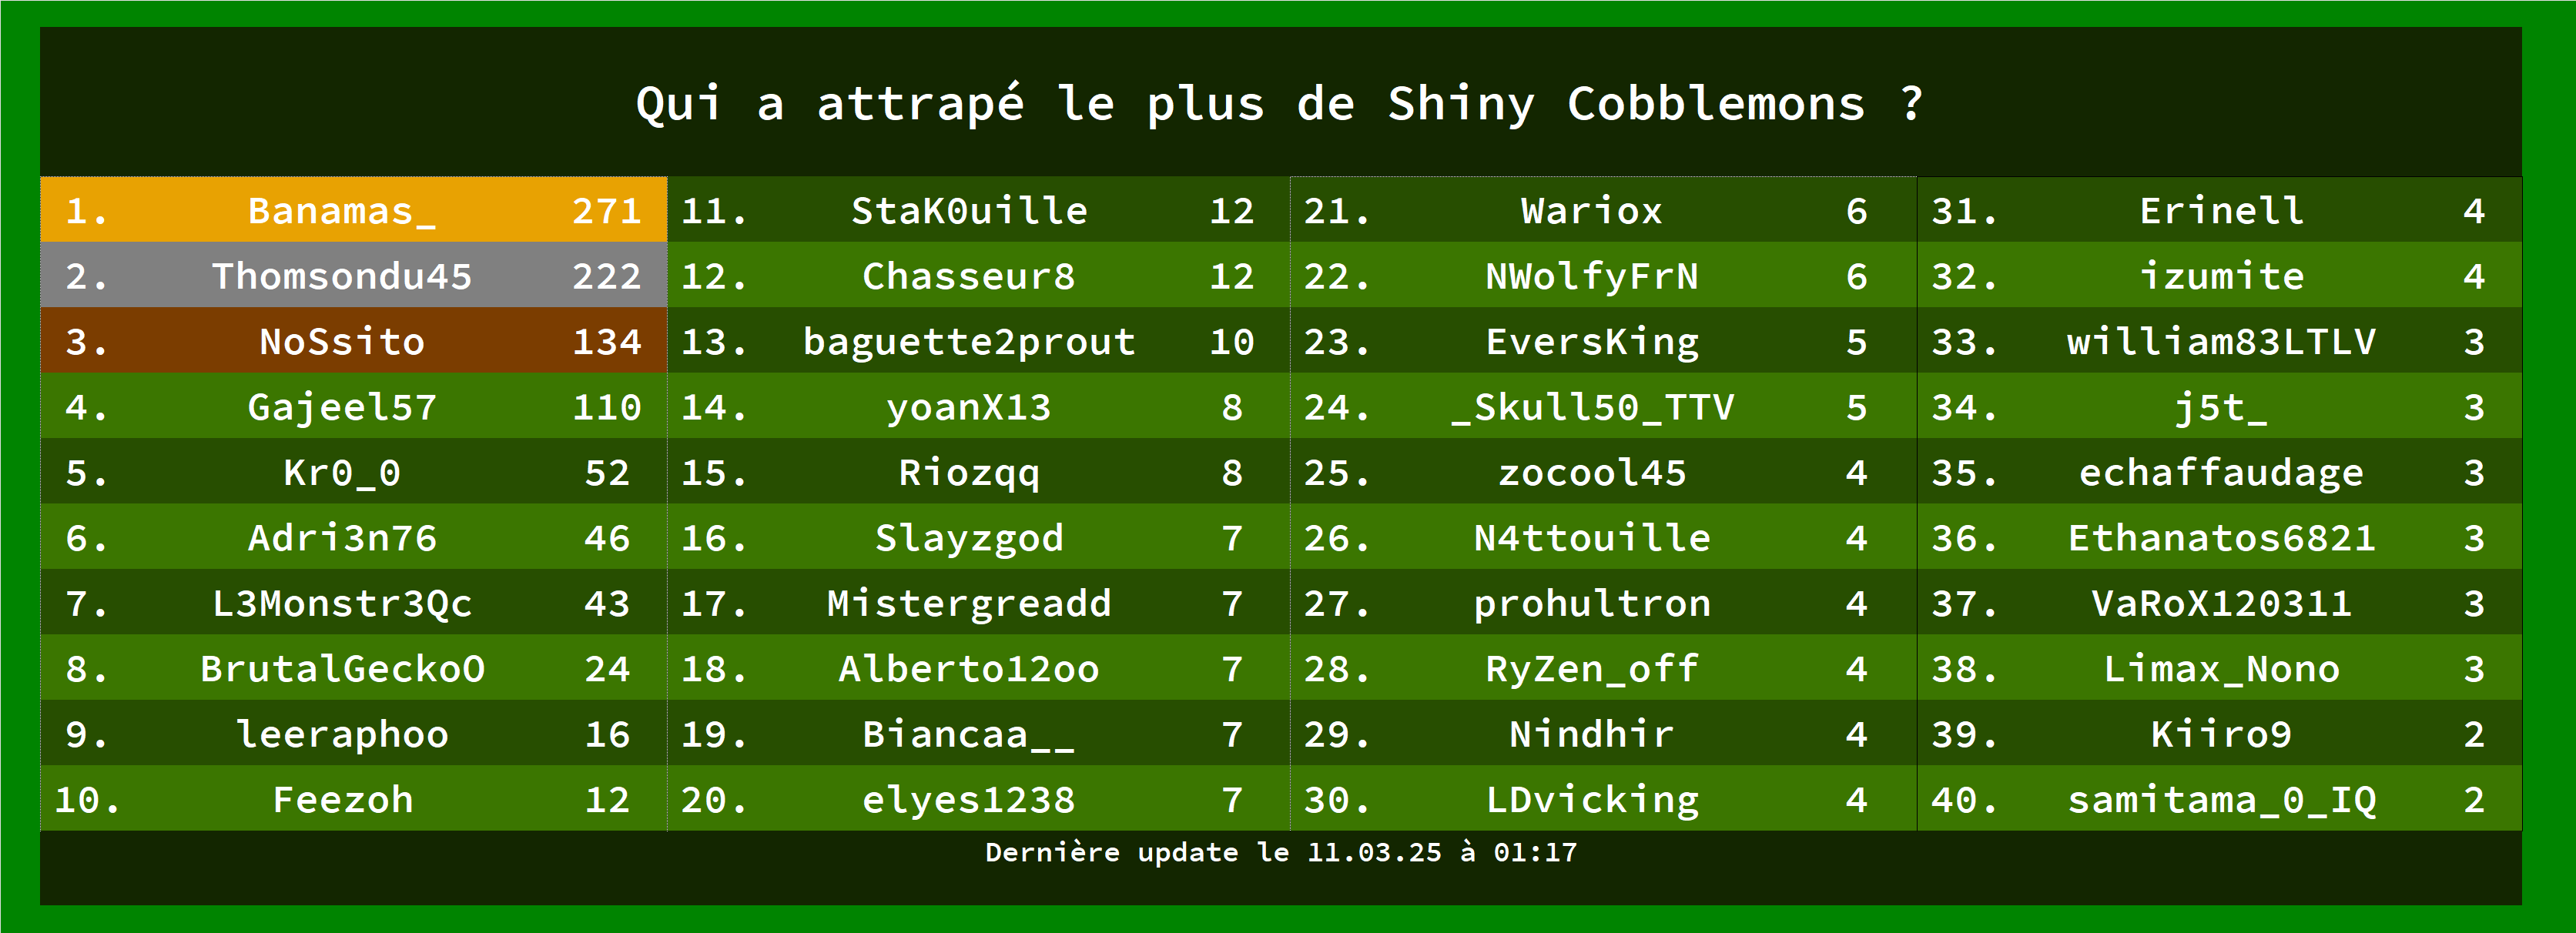 Qui a attrapé le plus de Shiny Cobblemons ?
1. Banamas_ 271
2. Thomsondu45 222
3. NoSsito 134
4. Gajeel57 110
5. Kr0_0 52
6. Adri3n76 46
7. L3Monstr3Qc 43
8. BrutalGeckoO 24
9. leeraphoo 16
10. Feezoh 12
11. StaK0uille 12
12. Chasseur8 12
13. baguette2prout 10
14. yoanX13 8
15. Riozqq 8
16. Slayzgod 7
17. Mistergreadd 7
18. Alberto12oo 7
19. Biancaa__ 7
20. elyes1238 7
21. Wariox 6
22. NWolfyFrN 6
23. EversKing 5
24. _Skull50_TTV 5
25. zocool45 4
26. N4ttouille 4
27. prohultron 4
28. RyZen_off 4
29. Nindhir 4
30. LDvicking 4
31. Erinell 4
32. izumite 4
33. william83LTLV 3
34. j5t_ 3
35. echaffaudage 3
36. Ethanatos6821 3
37. VaRoX120311 3
38. Limax_Nono 3
39. Kiiro9 2
40. samitama_0_IQ 2
Dernière update le 11.03.25 à 01:17